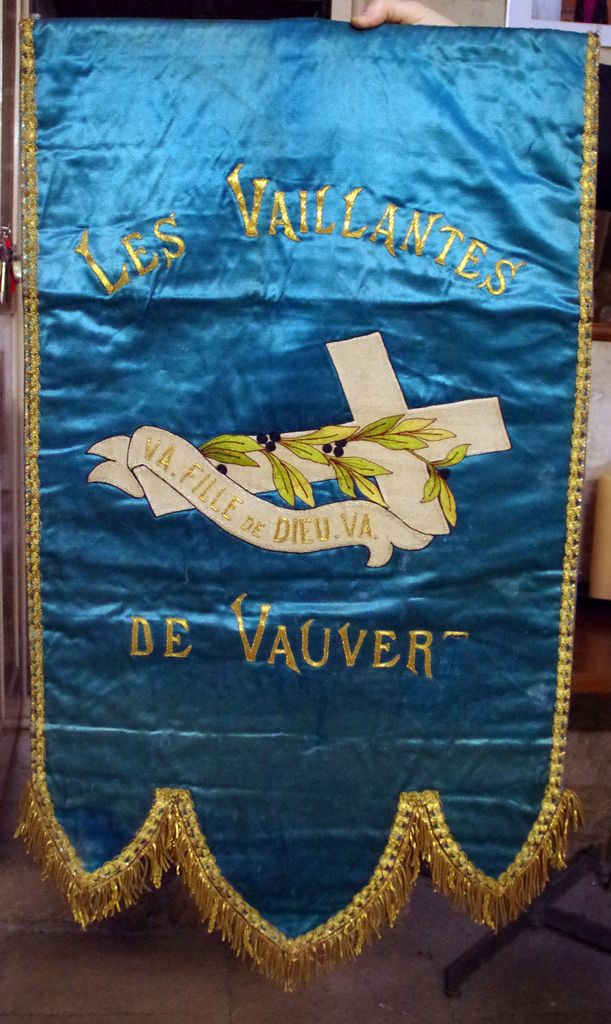 LES VAILLANTES
VA. FILLE DE DIEU. VA.
DE VAUVERT